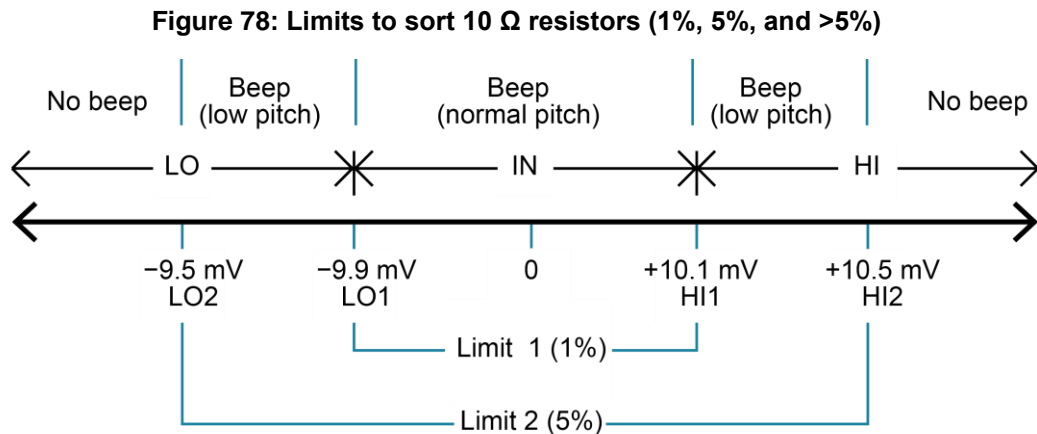 Figure 78: Limits to sort 10 Ω resistors (1%, 5%, and >5%)
No beep
Beep
(low pitch)
Beep
(normal pitch)
Beep
(low pitch)
No beep
LO
IN
HI
−9.5 mV
LO2
−9.9 mV
LO1
0
+10.1 mV
HI1
+10.5 mV
HI2
Limit 1 (1%)
Limit 2 (5%)